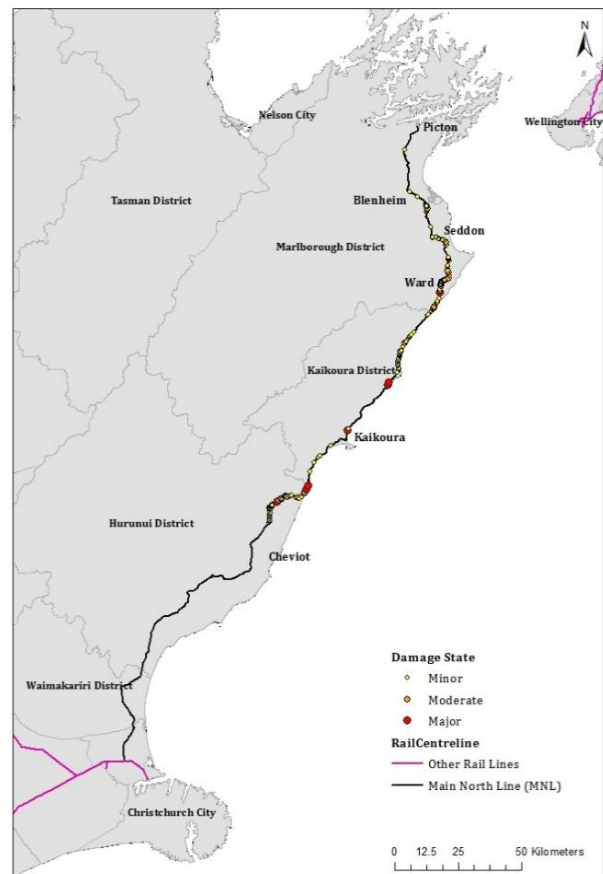 N
Nelson City
Picton
Wellington City
Tasman District
Blenheim
Seddon
Marlborough District
Ward
Kaikoura District
Kaikoura
Hurunui District
Cheviot
Waimakariri District
Christchurch City
Damage State
Minor
Moderate
Major
RailCentreline
Other Rail Lines
Main North Line (MNL)
0 12.5 25 50 Kilometers